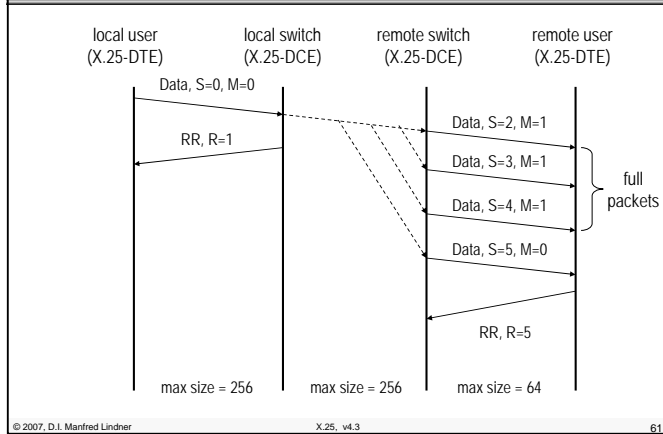 local user
(X.25-DTE)
local switch
(X.25-DCE)
remote switch
(X.25-DCE)
remote user
(X.25-DTE)
Data, S=0, M=0
RR, R=1
Data, S=2, M=1
Data, S=3, M=1
Data, S=4, M=1
full
packets
Data, S=5, M=0
RR, R=5
max size = 256
max size = 256
max size = 64
© 2007, D.I. Manfred Lindner
X.25, v4.3
61